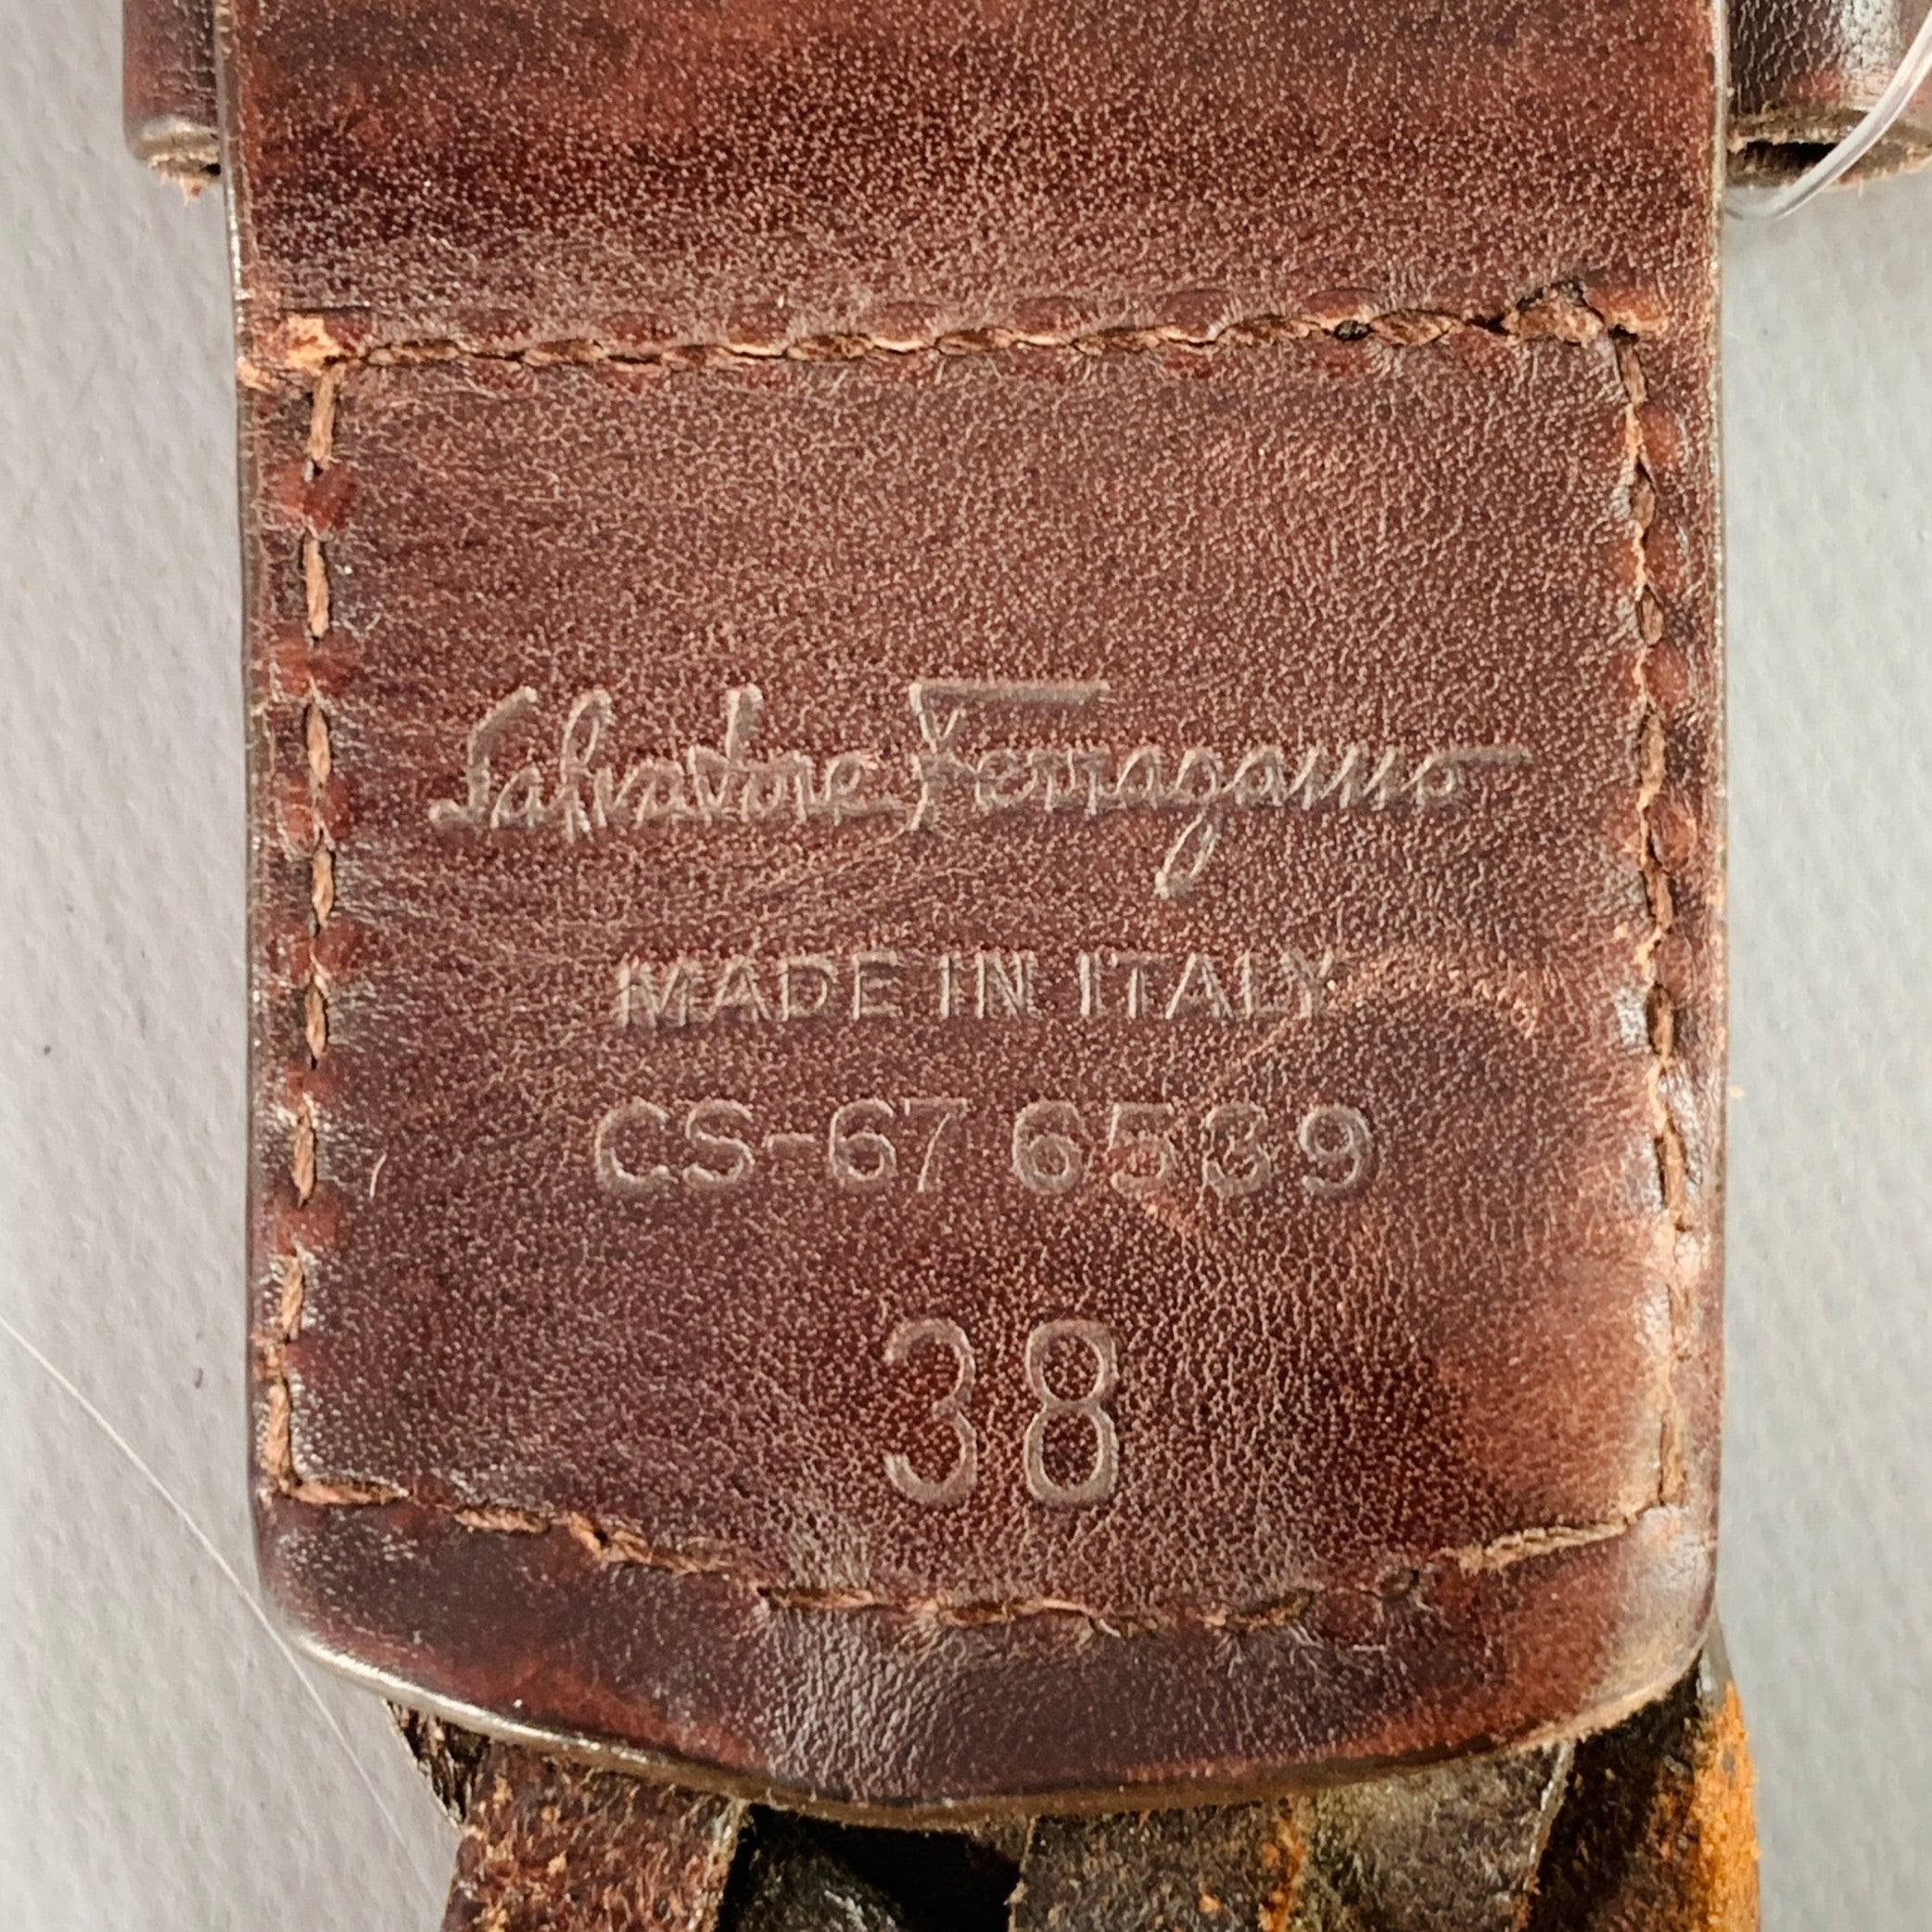 Salvatore Ferragamo
MADE IN ITALY
CS-67 6539
38